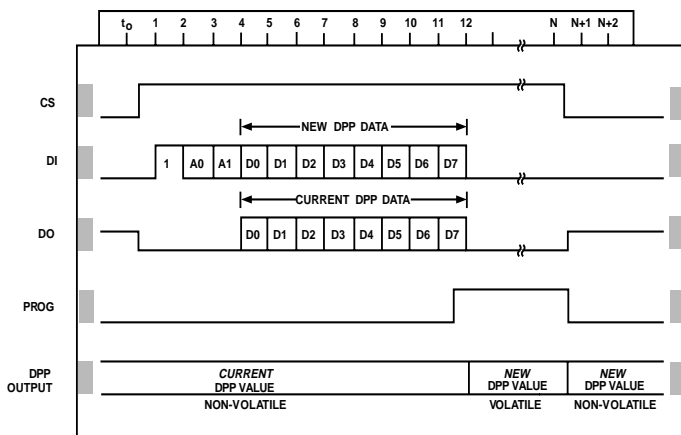 to 1 2 3 4 5 6 7 8 9 10 11 12 N N+1 N+2
CS
NEW DPP DATA
DI 1 A0 A1 D0 D1 D2 D3 D4 D5 D6 D7
CURRENT DPP DATA
DO D0 D1 D2 D3 D4 D5 D6 D7
PROG
DPP OUTPUT
CURRENT DPP VALUE
NON-VOLATILE
NEW DPP VALUE
VOLATILE
NEW DPP VALUE
NON-VOLATILE